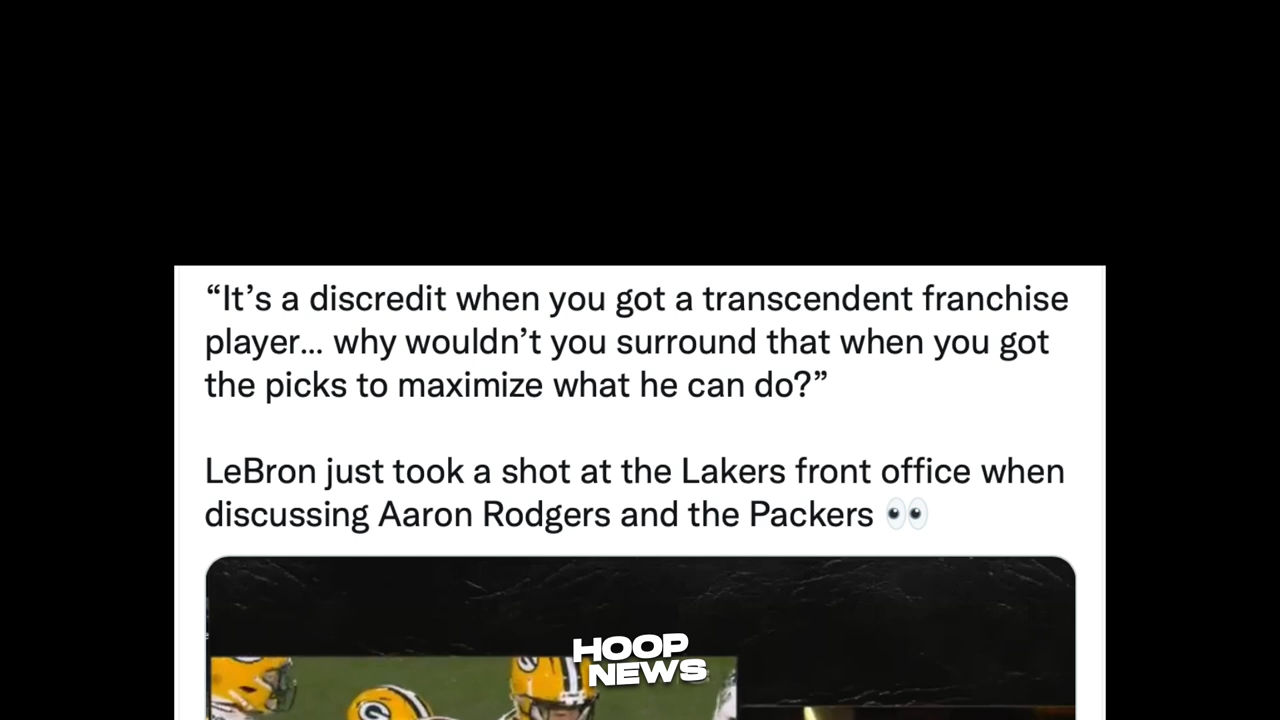 “It’s a discredit when you got a transcendent franchise
player... why wouldn’t you surround that when you got
the picks to maximize what he can do?”
LeBron just took a shot at the Lakers front office when
discussing Aaron Rodgers and the Packers 👀
HOOP
NEWS